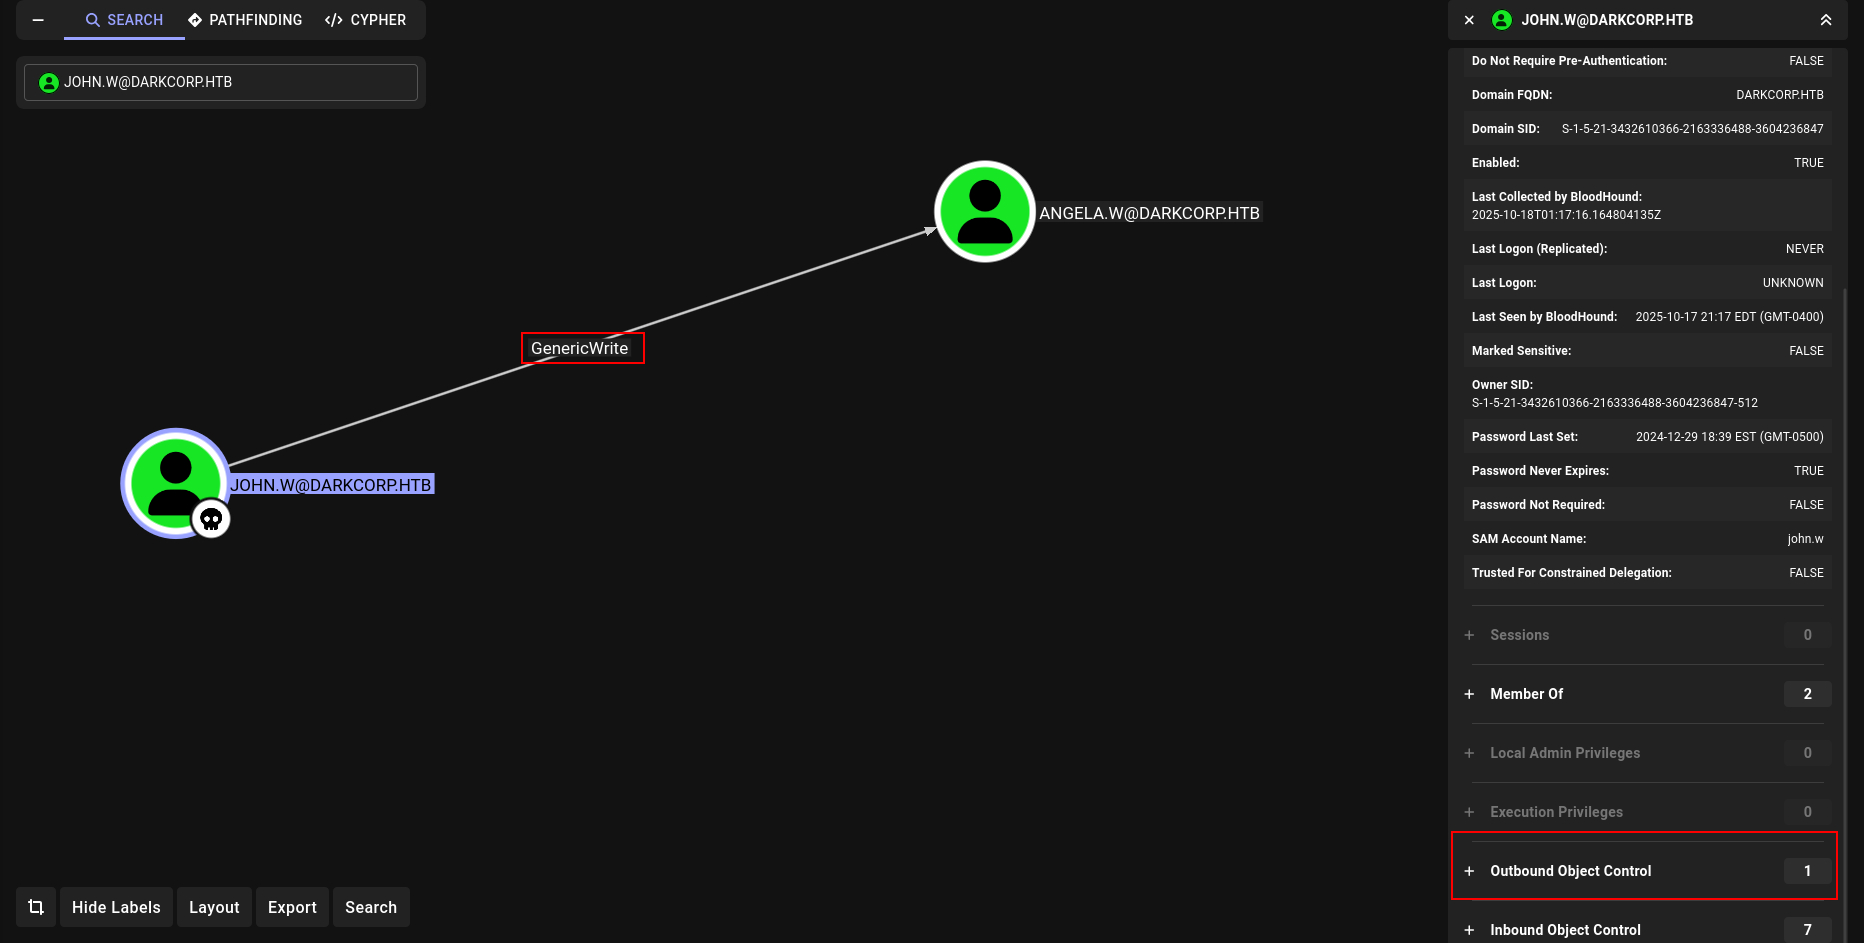 SEARCH
PATHFINDING
CYPHER
JOHN.W@DARKCORP.HTB
ANGELA.W@DARKCORP.HTB
GenericWrite
JOHN.W@DARKCORP.HTB
Hide Labels
Layout
Export
Search
JOHN.W@DARKCORP.HTB
Do Not Require Pre-Authentication: FALSE
Domain FQDN: DARKCORP.HTB
Domain SID: S-1-5-21-3432610366-2163336488-3604236847
Enabled: TRUE
Last Collected by BloodHound:
2025-10-18T01:17:16.164804135Z
Last Logon (Replicated): NEVER
Last Logon: UNKNOWN
Last Seen by BloodHound: 2025-10-17 21:17 EDT (GMT-0400)
Marked Sensitive: FALSE
Owner SID:
S-1-5-21-3432610366-2163336488-3604236847-512
Password Last Set: 2024-12-29 18:39 EST (GMT-0500)
Password Never Expires: TRUE
Password Not Required: FALSE
SAM Account Name: john.w
Trusted For Constrained Delegation: FALSE
Sessions 0
Member Of 2
Local Admin Privileges 0
Execution Privileges 0
Outbound Object Control 1
Inbound Object Control 7